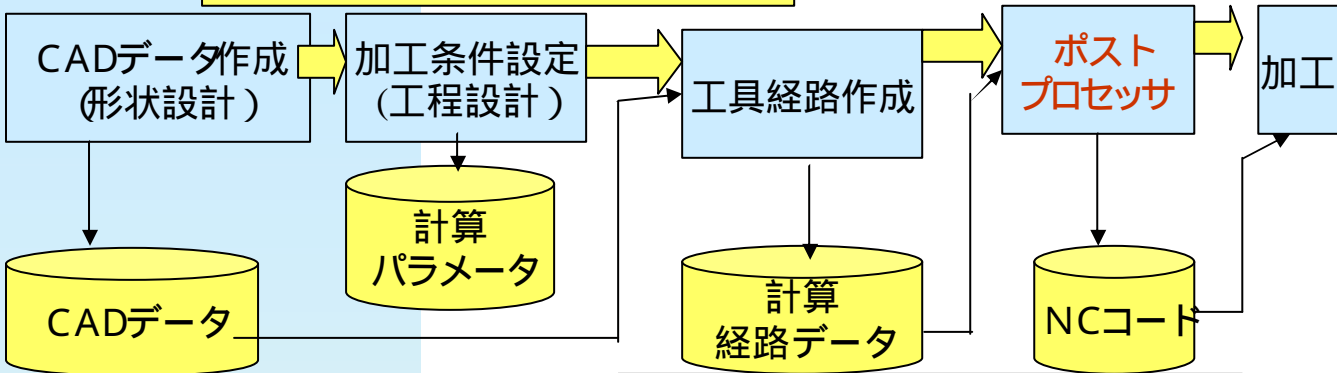 CADデータ作成
(形状設計)
加工条件設定
(工程設計)
工具経路作成
ポスト
プロセッサ
加工
計算
パラメータ
CADデータ
計算
経路データ
NCコード